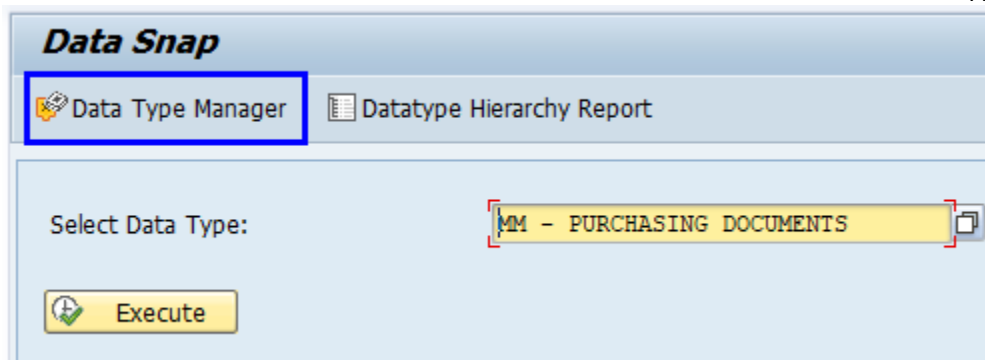 Data Snap
Data Type Manager Datatype Hierarchy Report
Select Data Type: MM - PURCHASING DOCUMENTS
Execute